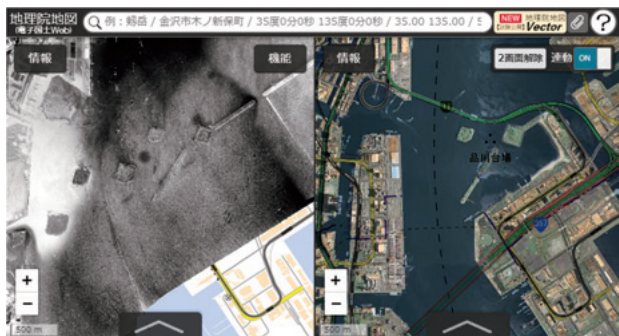 地理院地図
(電子国土Web)
例：剱岳 / 金沢市木ノ新保町 / 35度0分0秒 135度0分0秒 / 35.00 135.00 / 5
NEW 地理院地図
Vector
?
情報
機能
情報
2画面解除 連動 ON
品川台場
357
+
−
500 m
+
−
500 m